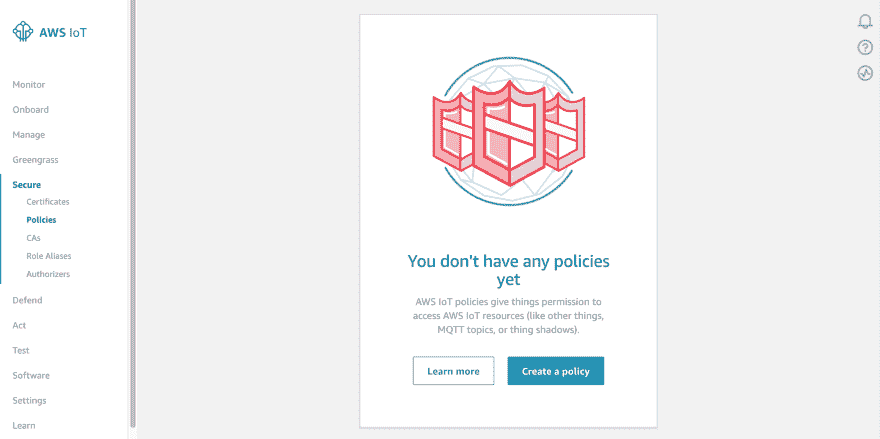 AWS IoT
Monitor
Onboard
Manage
Greengrass
Secure
Certificates
Policies
CAs
Role Aliases
Authorizers
Defend
Act
Test
Software
Settings
Learn
You don't have any policies
yet
AWS IoT policies give things permission to
access AWS IoT resources (like other things,
MQTT topics, or thing shadows).
Learn more
Create a policy